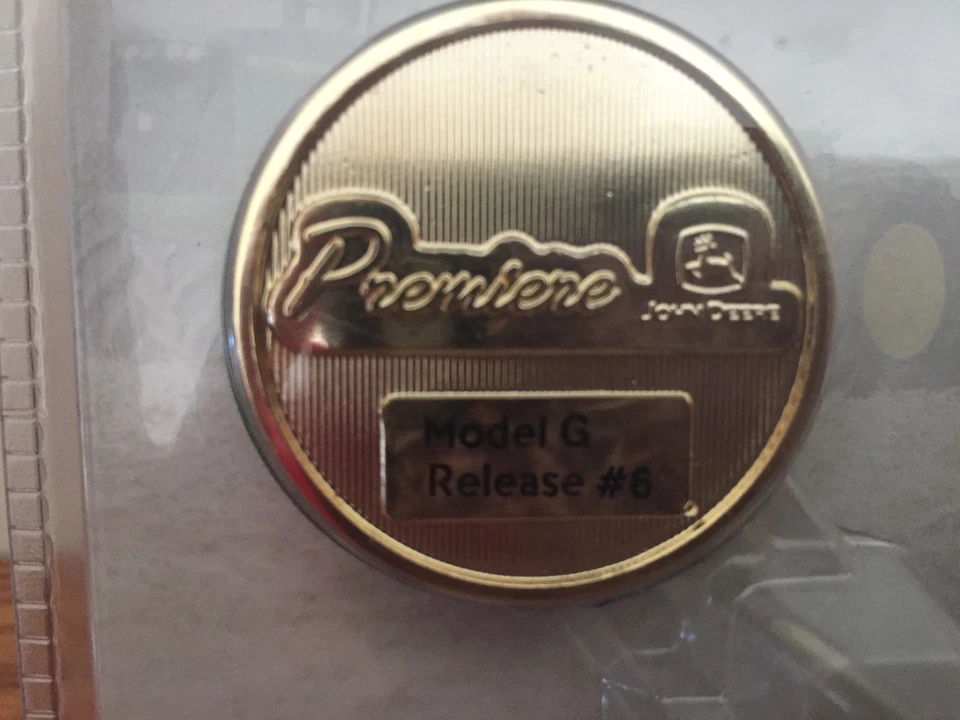 Premiere
JOHN DEERE
Model G
Release #6